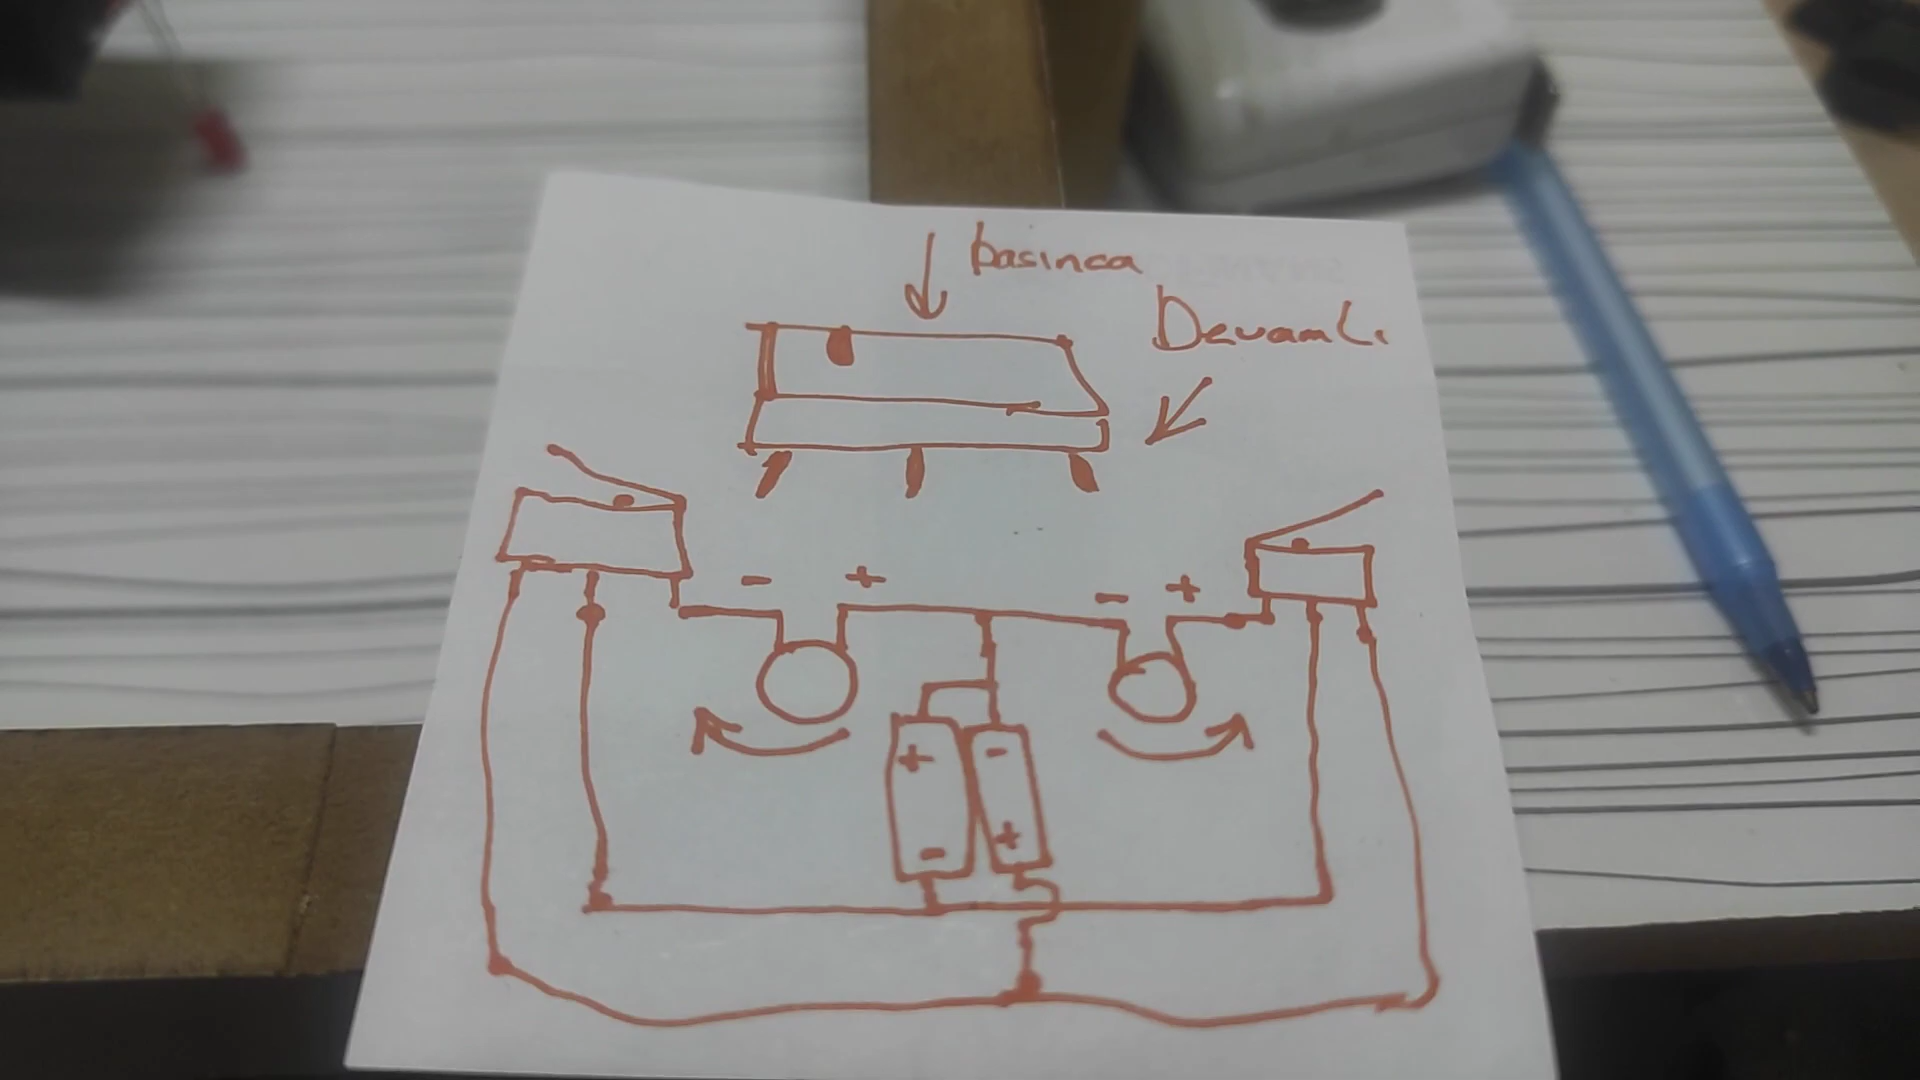 basınca
Devamlı
- +
- +
+ -
- +